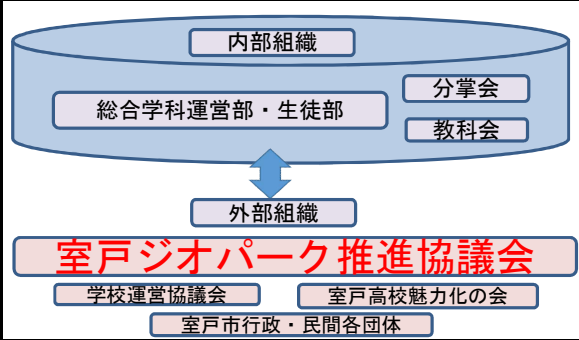 内部組織
総合学科運営部・生徒部
分掌会
教科会
外部組織
室戸ジオパーク推進協議会
学校運営協議会
室戸高校魅力化の会
室戸市行政・民間各団体